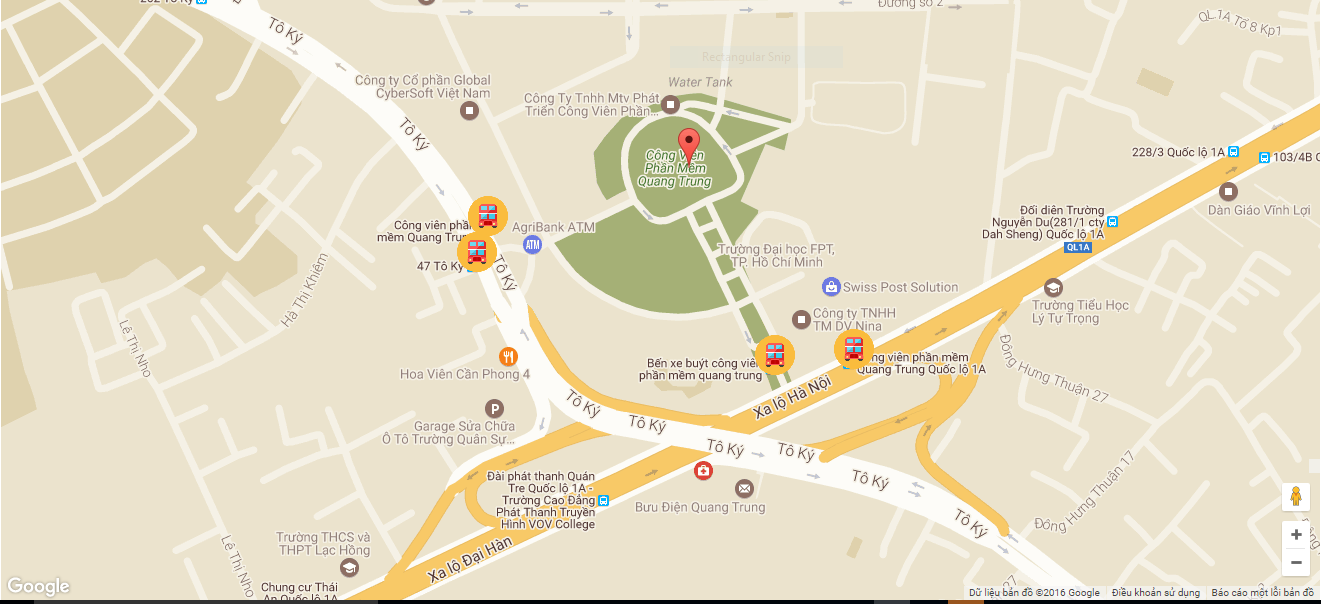 202 Tô Ký
Tô Ký
Đường số 2
QL.1A Tổ 8 Kp1
Rectangular Snip
Water Tank
Công ty Cổ phần Global
CyberSoft Việt Nam
Công Ty Tnhh Mtv Phát
Triển Công Viên Phần...
Tô Ký
Công Viên
Phần Mềm
Quang Trung
228/3 Quốc lộ 1A
103/4B
Dàn Giáo Vĩnh Lợi
Đối diện Trường
Nguyễn Du(281/1 cty
Dah Sheng) Quốc lộ 1A
QL1A
Công viên phần
mềm Quang Trung
AgriBank ATM
ATM
47 Tô Ký
Tô Ký
Trường Đại học FPT,
TP. Hồ Chí Minh
Swiss Post Solution
Công ty TNHH
TM DV Nina
Trường Tiểu Học
Lý Tự Trọng
Hà Thị Khiêm
Lê Thị Nho
Hoa Viên Cần Phong 4
Bến xe buýt công viên
phần mềm quang trung
viên phần mềm
Quang Trung Quốc lộ 1A
Đông Hưng Thuận 27
Xa lộ Hà Nội
P
Garage Sửa Chữa
Ô Tô Trường Quân Sự...
Tô Ký
Tô Ký
Tô Ký
Tô Ký
Tô Ký
Tô Ký
Đài phát thanh Quán
Tre Quốc lộ 1A -
Trường Cao Đẳng
Phát Thanh Truyền
Hình VOV College
Bưu Điện Quang Trung
Đông Hưng Thuận 17
Trường THCS và
THPT Lạc Hồng
Lê Thị Nho
Xa lộ Đại Hàn
Chung cư Thái
An Quốc lộ 1A
27
Google
Dữ liệu bản đồ ©2016 Google
Điều khoản sử dụng
Báo cáo một lỗi bản đồ